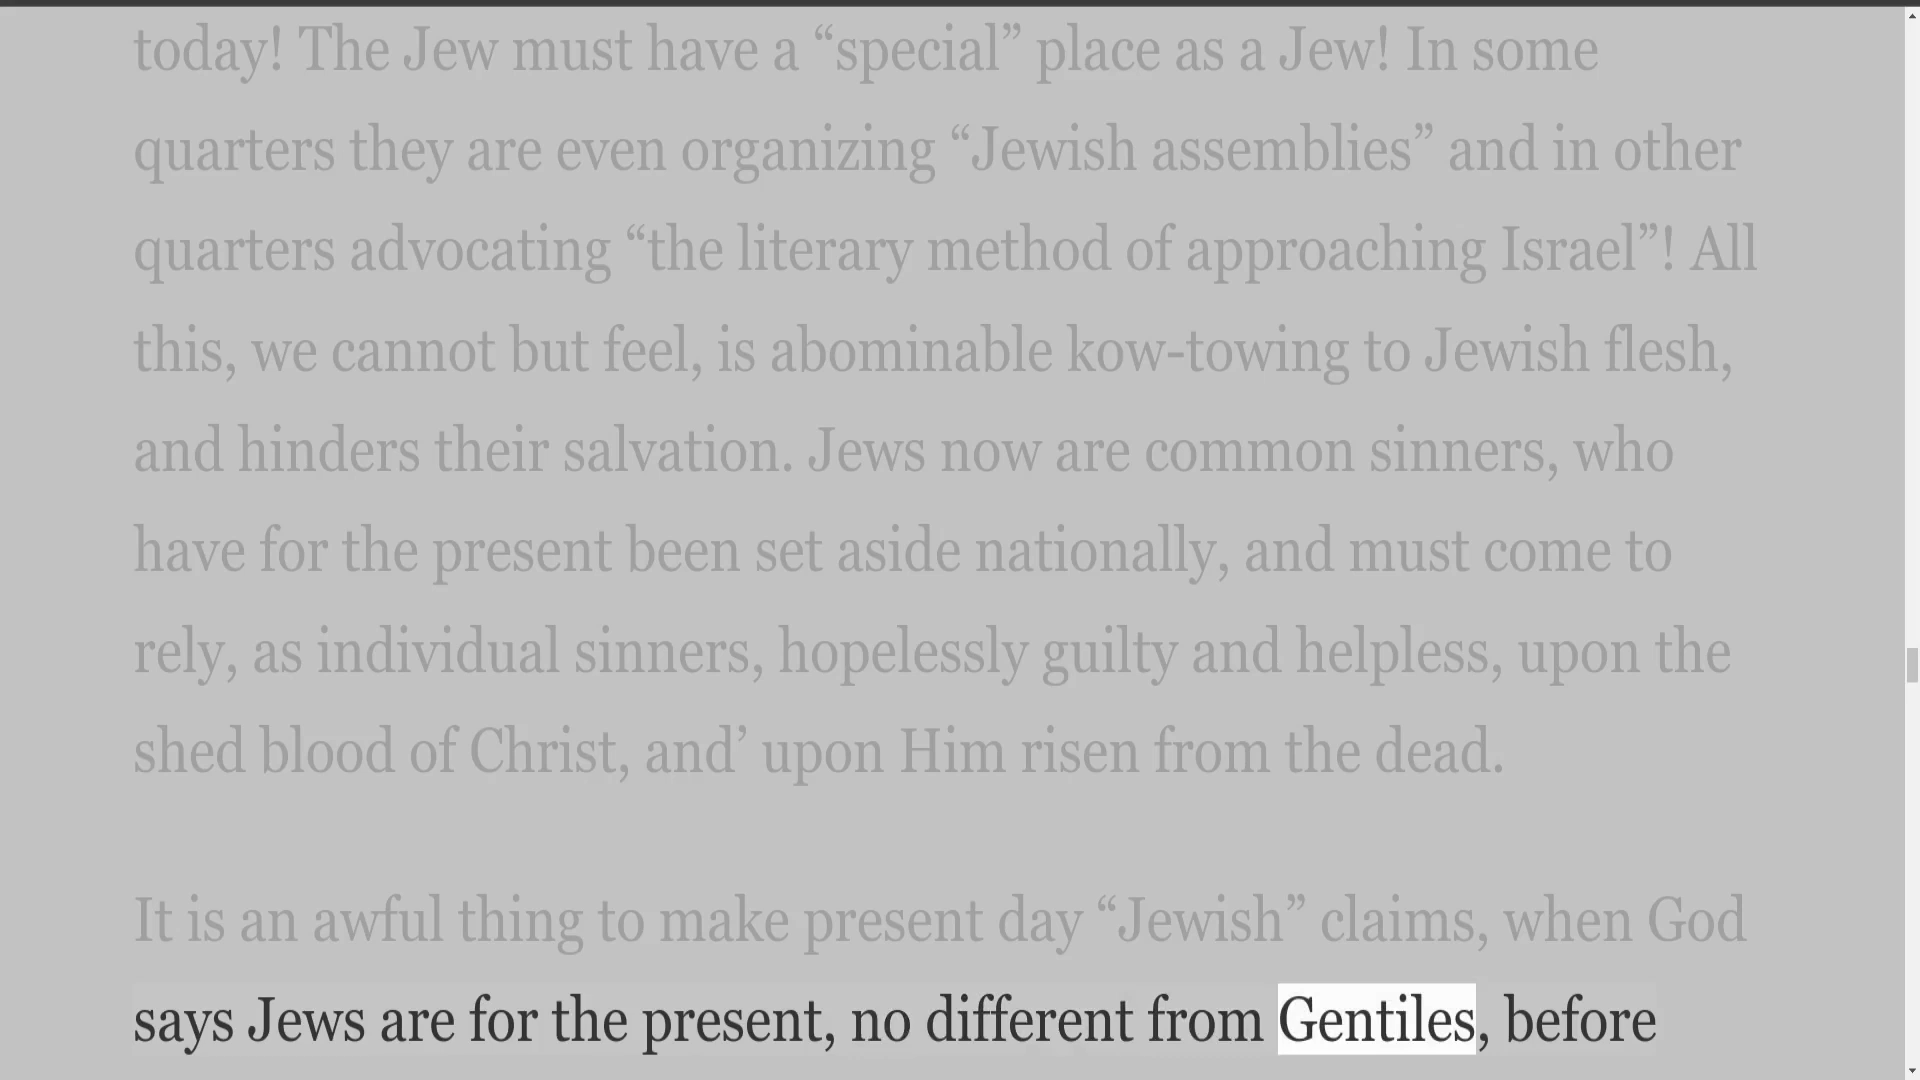 today! The Jew must have a “special” place as a Jew! In some
quarters they are even organizing “Jewish assemblies” and in other
quarters advocating “the literary method of approaching Israel”! All
this, we cannot but feel, is abominable kow-towing to Jewish flesh,
and hinders their salvation. Jews now are common sinners, who
have for the present been set aside nationally, and must come to
rely, as individual sinners, hopelessly guilty and helpless, upon the
shed blood of Christ, and’ upon Him risen from the dead.
It is an awful thing to make present day “Jewish” claims, when God
says Jews are for the present, no different from Gentiles, before